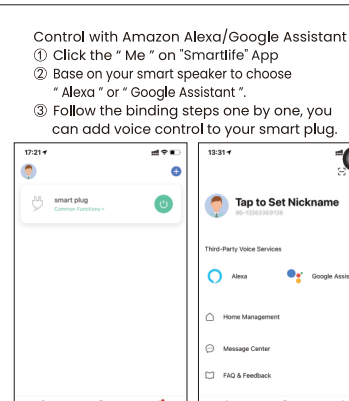 Control with Amazon Alexa/Google Assistant
① Click the " Me " on "Smartlife" App
② Base on your smart speaker to choose
" Alexa " or " Google Assistant ".
③ Follow the binding steps one by one, you
can add voice control to your smart plug.
17:21
smart plug
Common Functions
13:31
Tap to Set Nickname
Third-Party Voice Services
Alexa
Google Assis
Home Management
Message Center
FAQ & Feedback